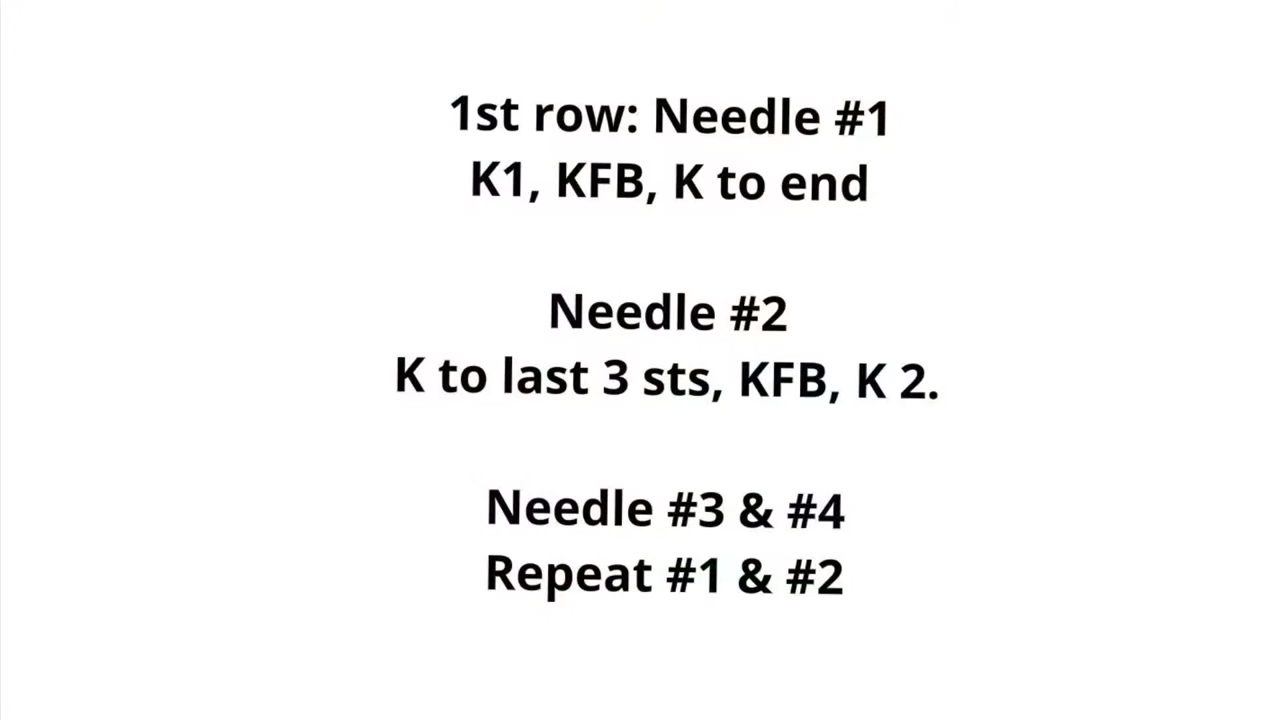 1st row: Needle #1
K1, KFB, K to end
Needle #2
K to last 3 sts, KFB, K 2.
Needle #3 & #4
Repeat #1 & #2